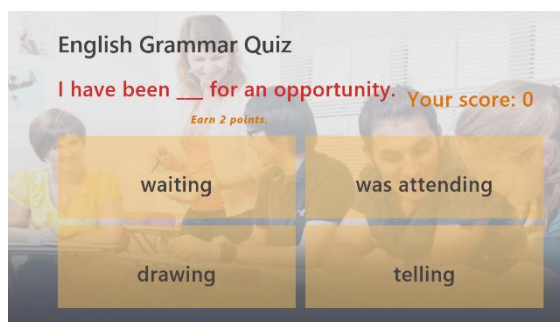 English Grammar Quiz
I have been ___ for an opportunity.
Your score: 0
Earn 2 points.
waiting
was attending
drawing
telling